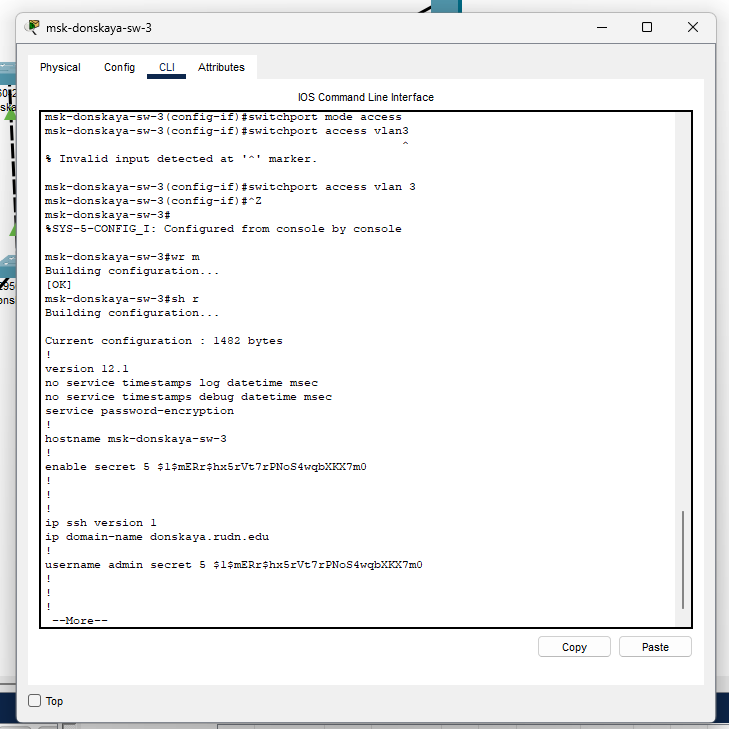 msk-donskaya-sw-3
Physical Config CLI Attributes
IOS Command Line Interface
msk-donskaya-sw-3(config-if)#switchport mode access
msk-donskaya-sw-3(config-if)#switchport access vlan3
^
% Invalid input detected at '^' marker.
msk-donskaya-sw-3(config-if)#switchport access vlan 3
msk-donskaya-sw-3(config-if)#^Z
msk-donskaya-sw-3#
%SYS-5-CONFIG_I: Configured from console by console
msk-donskaya-sw-3#wr m
Building configuration...
[OK]
msk-donskaya-sw-3#sh r
Building configuration...
Current configuration : 1482 bytes
!
version 12.1
no service timestamps log datetime msec
no service timestamps debug datetime msec
service password-encryption
!
hostname msk-donskaya-sw-3
!
enable secret 5 $1$mERr$hx5rVt7rPNoS4wqbXKX7m0
!
!
!
ip ssh version 1
ip domain-name donskaya.rudn.edu
!
username admin secret 5 $1$mERr$hx5rVt7rPNoS4wqbXKX7m0
!
!
!
--More--
Copy Paste
Top